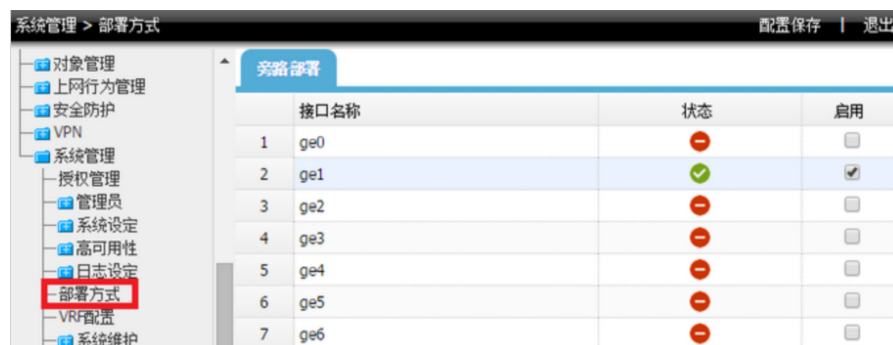 系统管理 > 部署方式
配置保存 | 退出
对象管理
上网行为管理
安全防护
VPN
系统管理
授权管理
管理员
系统设定
高可用性
日志设定
部署方式
VRF配置
系统维护
旁路部署
接口名称 状态 启用
1 ge0
2 ge1
3 ge2
4 ge3
5 ge4
6 ge5
7 ge6